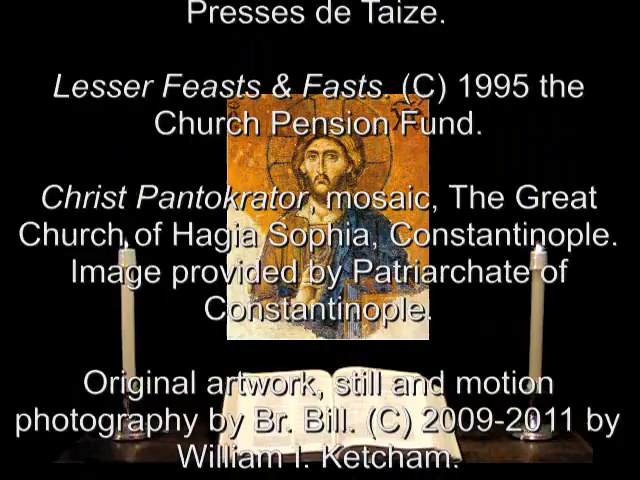 Presses de Taize.
Lesser Feasts & Fasts. (C) 1995 the
Church Pension Fund.
Christ Pantokrator, mosaic, The Great
Church of Hagia Sophia, Constantinople.
Image provided by Patriarchate of
Constantinople.
Original artwork, still and motion
photography by Br. Bill. (C) 2009-2011 by
William I. Ketcham.